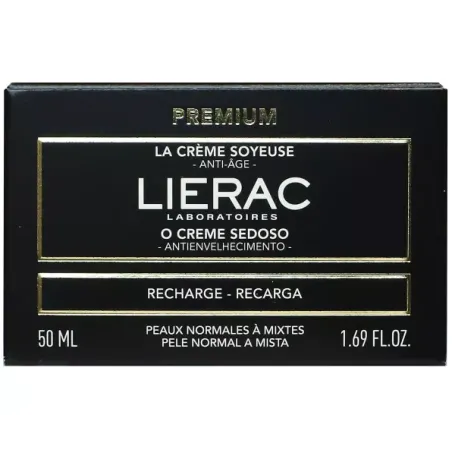 PREMIUM
LA CRÈME SOYEUSE
- ANTI-ÂGE -
LIERAC
LABORATOIRES
O CREME SEDOSO
- ANTIENVELHECIMENTO -
RECHARGE - RECARGA
50 ML
PEAUX NORMALES À MIXTES
PELE NORMAL A MISTA
1.69 FL.OZ.